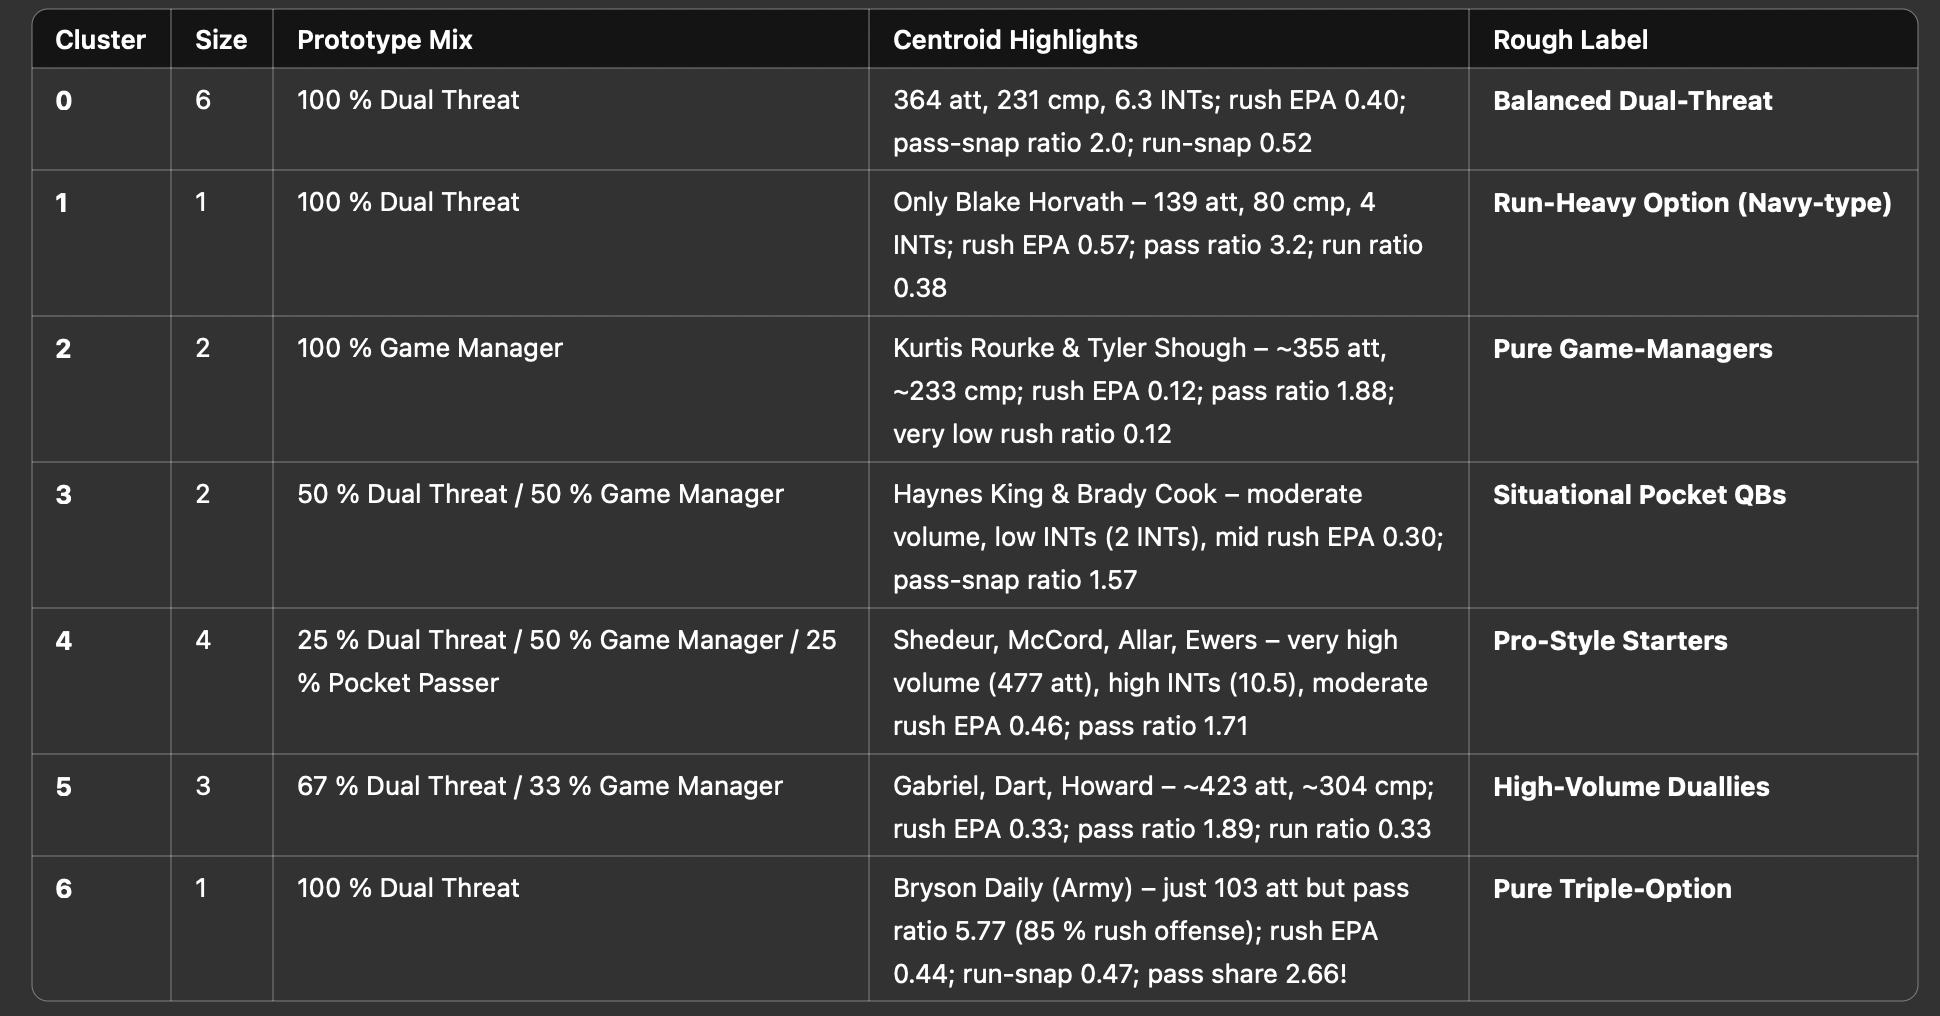 Cluster Size Prototype Mix Centroid Highlights Rough Label
0 6 100 % Dual Threat 364 att, 231 cmp, 6.3 INTs; rush EPA 0.40; Balanced Dual-Threat
pass-snap ratio 2.0; run-snap 0.52
1 1 100 % Dual Threat Only Blake Horvath – 139 att, 80 cmp, 4 Run-Heavy Option (Navy-type)
INTs; rush EPA 0.57; pass ratio 3.2; run ratio
0.38
2 2 100 % Game Manager Kurtis Rourke & Tyler Shough – ~355 att, Pure Game-Managers
~233 cmp; rush EPA 0.12; pass ratio 1.88;
very low rush ratio 0.12
3 2 50 % Dual Threat / 50 % Game Manager Haynes King & Brady Cook – moderate Situational Pocket QBs
volume, low INTs (2 INTs), mid rush EPA 0.30;
pass-snap ratio 1.57
4 4 25 % Dual Threat / 50 % Game Manager / 25 Shedeur, McCord, Allar, Ewers – very high Pro-Style Starters
% Pocket Passer volume (477 att), high INTs (10.5), moderate
rush EPA 0.46; pass ratio 1.71
5 3 67 % Dual Threat / 33 % Game Manager Gabriel, Dart, Howard – ~423 att, ~304 cmp; High-Volume Duallies
rush EPA 0.33; pass ratio 1.89; run ratio 0.33
6 1 100 % Dual Threat Bryson Daily (Army) – just 103 att but pass Pure Triple-Option
ratio 5.77 (85 % rush offense); rush EPA
0.44; run-snap 0.47; pass share 2.66!